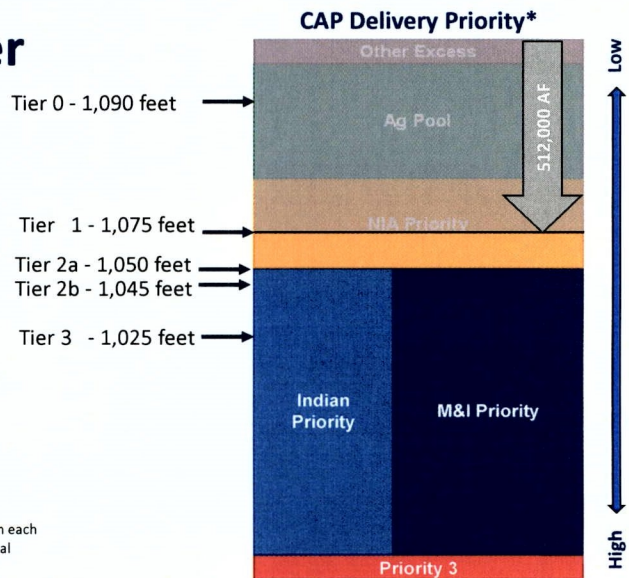 er
CAP Delivery Priority*
Other Excess
Low
Tier 0 - 1,090 feet
Ag Pool
512,000 AF
Tier 1 - 1,075 feet
NIA Priority
Tier 2a - 1,050 feet
Tier 2b - 1,045 feet
Tier 3 - 1,025 feet
Indian
Priority
M&I Priority
n each
al
High
Priority 3